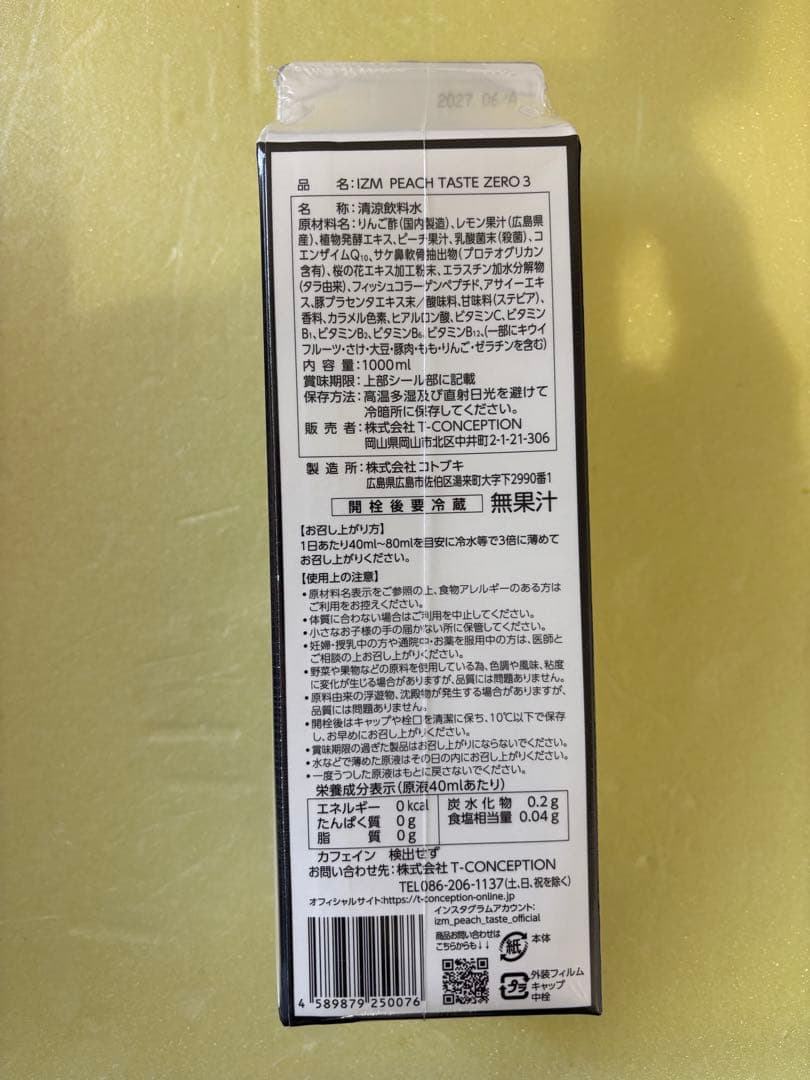 2027 06
品 名:IZM PEACH TASTE ZERO 3
名 称:清涼飲料水
原材料名:りんご酢(国内製造)、レモン果汁(広島県
産)、植物発酵エキス、ピーチ果汁、乳酸菌末(殺菌)、コ
エンザイムQ10、サケ鼻軟骨抽出物(プロテオグリカン
含有)、桜の花エキス加工粉末、エラスチン加水分解物
(タラ由来)、フィッシュコラーゲンペプチド、アサイーエキ
ス、豚プラセンタエキス末/酸味料、甘味料(ステビア)、
香料、カラメル色素、ヒアルロン酸、ビタミンC、ビタミン
B1、ビタミンB2、ビタミンB6、ビタミンB12、(一部にキウイ
フルーツ・さけ・大豆・豚肉・もも・りんご・ゼラチンを含む)
内 容 量:1000ml
賞味期限:上部シール部に記載
保存方法:高温多湿及び直射日光を避けて
冷暗所に保存してください。
販 売 者:株式会社T-CONCEPTION
岡山県岡山市北区中井町2-1-21-306
製 造 所:株式会社コトブキ
広島県広島市佐伯区湯来町大字下2990番1
開栓後要冷蔵 無果汁
【お召し上がり方】
1日あたり40ml~80mlを目安に冷水等で3倍に薄めて
お召し上がりください。
【使用上の注意】
・原材料名表示をご参照の上、食物アレルギーのある方は
ご利用をお控えください。
・体質に合わない場合はご利用を中止してください。
・小さなお子様の手の届かない所に保管してください。
・妊婦・授乳中の方や通院中・お薬を服用中の方は、医師と
ご相談の上お召し上がりください。
・野菜や果物などの原料を使用している為、色調や風味、粘度
に変化が生じる場合がありますが、品質には問題ありません。
・原料由来の浮遊物、沈殿物が発生する場合がありますが、
品質には問題ありません。
・開栓後はキャップや栓口を清潔に保ち、10℃以下で保存
し、お早めにお召し上がりください。
・賞味期限の過ぎた製品はお召し上がりにならないでください。
・水などで薄めた原液はその日の内にお召し上がりください。
・一度うつした原液はもとに戻さないでください。
栄養成分表示(原液40mlあたり)
エネルギー 0kcal 炭水化物 0.2g
たんぱく質 0g 食塩相当量 0.04g
脂 質 0g
カフェイン 検出せず
お問い合わせ先:株式会社 T-CONCEPTION
TEL086-206-1137(土、日、祝を除く)
オフィシャルサイト:https://t-conception-online.jp
インスタグラムアカウント:
izm_peach_taste_official
商品お問い合わせは
こちらからも↓↓
紙 本体
プラ 外装フィルム
キャップ
中栓
4 589879 250076